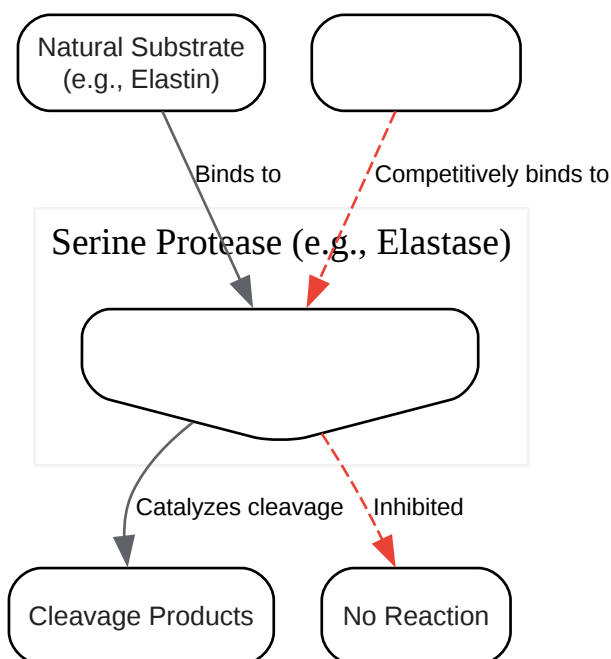 Natural Substrate
(e.g., Elastin)
Binds to
Competitively binds to
Serine Protease (e.g., Elastase)
Catalyzes cleavage
Inhibited
Cleavage Products
No Reaction